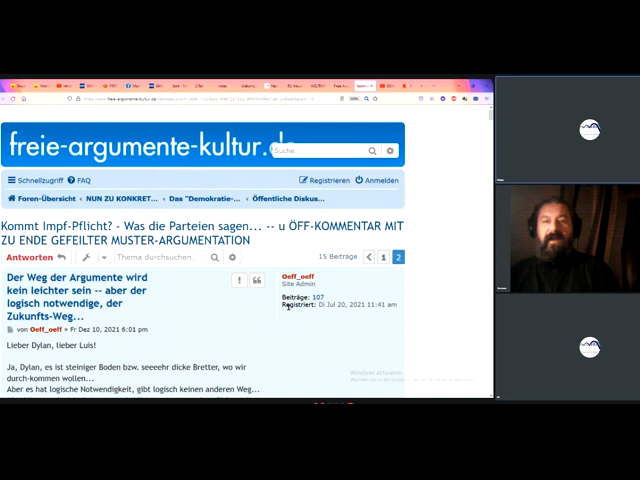 freie-argumente-kultur.d
Suche
Schnellzugriff FAQ
Registrieren Anmelden
Foren-Übersicht ‹ NUN ZU KONKRET... ‹ Das "Demokratie-... ‹ Öffentliche Diskus...
Kommt Impf-Pflicht? - Was die Parteien sagen... -- u ÖFF-KOMMENTAR MIT
ZU ENDE GEFEILTER MUSTER-ARGUMENTATION
Antworten
Thema durchsuchen...
15 Beiträge
1
2
Der Weg der Argumente wird
kein leichter sein -- aber der
logisch notwendige, der
Zukunfts-Weg...
von Oeff_oeff » Fr Dez 10, 2021 6:01 pm
Oeff_oeff
Site Admin
Beiträge: 107
Registriert: Di Jul 20, 2021 11:41 am
Lieber Dylan, lieber Luis!
Ja, Dylan, es ist steiniger Boden bzw. seeeehr dicke Bretter, wo wir
durch-kommen wollen...
Aber es hat logische Notwendigkeit, gibt logisch keinen anderen Weg...
Windows aktivieren